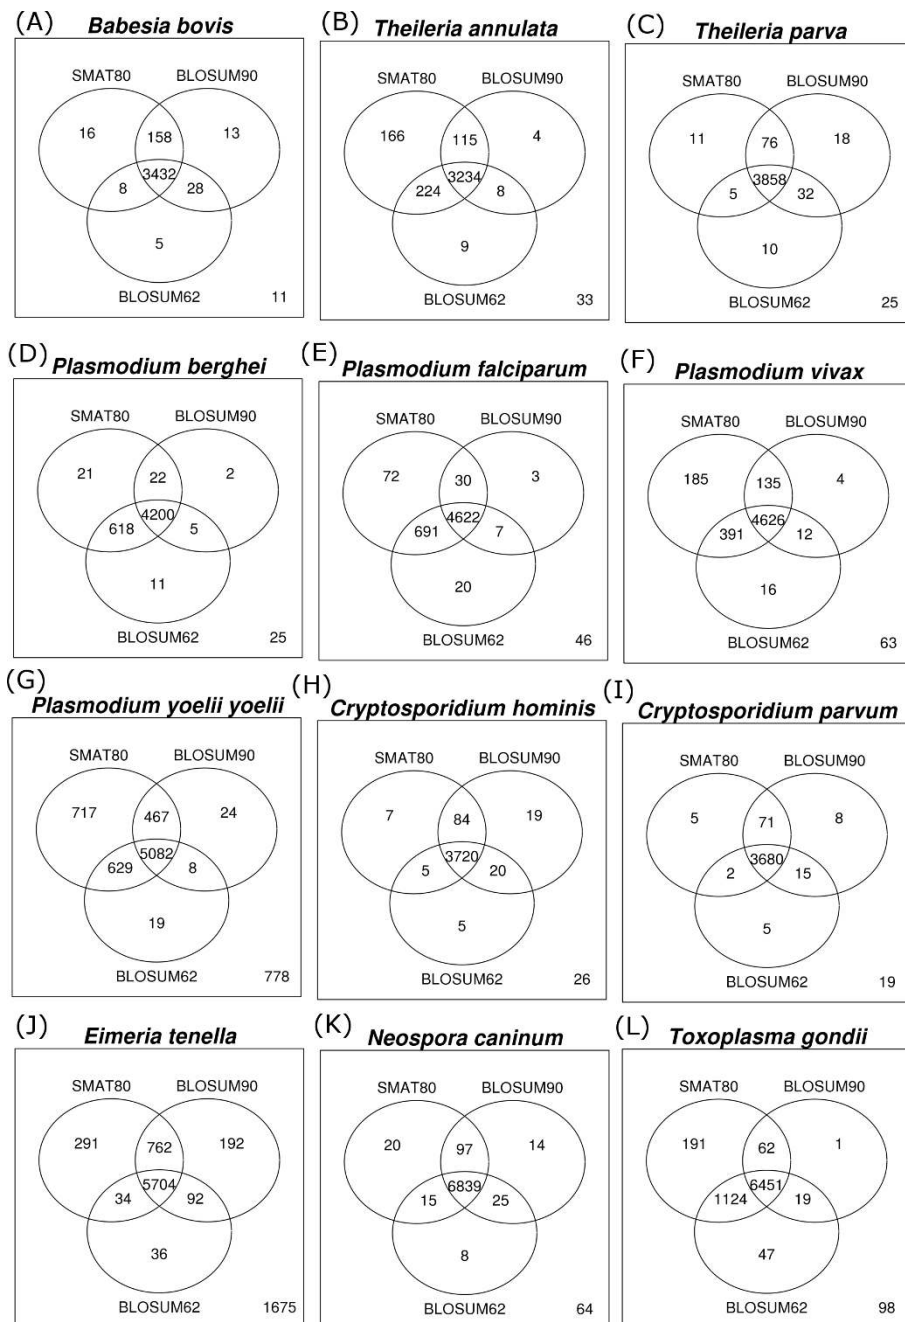 (A) Babesia bovis
SMAT80 BLOSUM90
16 158 13
3432
8 28
5
BLOSUM62 11
(B) Theileria annulata
SMAT80 BLOSUM90
166 115 4
3234
224 8
9
BLOSUM62 33
(C) Theileria parva
SMAT80 BLOSUM90
11 76 18
3858
5 32
10
BLOSUM62 25
(D) Plasmodium berghei
SMAT80 BLOSUM90
21 22 2
4200
618 5
11
BLOSUM62 25
(E) Plasmodium falciparum
SMAT80 BLOSUM90
72 30 3
4622
691 7
20
BLOSUM62 46
(F) Plasmodium vivax
SMAT80 BLOSUM90
185 135 4
4626
391 12
16
BLOSUM62 63
(G) Plasmodium yoelii yoelii
SMAT80 BLOSUM90
717 467 24
5082
629 8
19
BLOSUM62 778
(H) Cryptosporidium hominis
SMAT80 BLOSUM90
7 84 19
3720
5 20
5
BLOSUM62 26
(I) Cryptosporidium parvum
SMAT80 BLOSUM90
5 71 8
3680
2 15
5
BLOSUM62 19
(J) Eimeria tenella
SMAT80 BLOSUM90
291 762 192
5704
34 92
36
BLOSUM62 1675
(K) Neospora caninum
SMAT80 BLOSUM90
20 97 14
6839
15 25
8
BLOSUM62 64
(L) Toxoplasma gondii
SMAT80 BLOSUM90
191 62 1
6451
1124 19
47
BLOSUM62 98